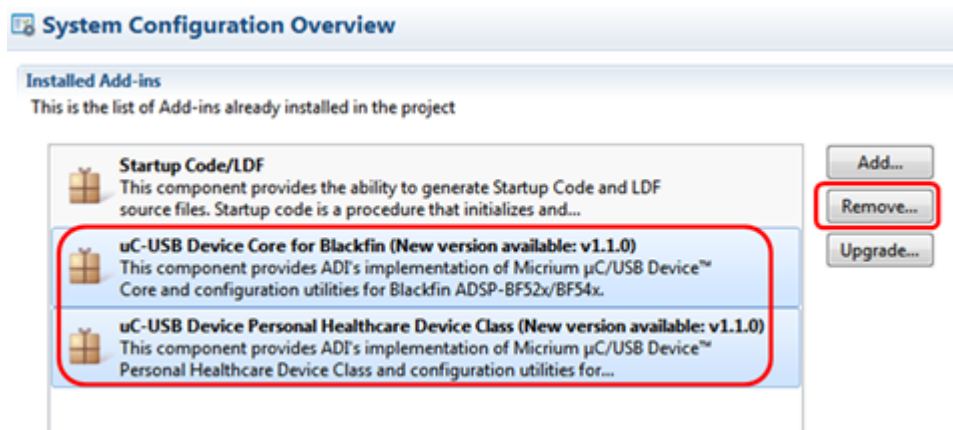 System Configuration Overview
Installed Add-ins
This is the list of Add-ins already installed in the project
Startup Code/LDF
This component provides the ability to generate Startup Code and LDF
source files. Startup code is a procedure that initializes and...
uC-USB Device Core for Blackfin (New version available: v1.1.0)
This component provides ADI's implementation of Micrium µC/USB Device™
Core and configuration utilities for Blackfin ADSP-BF52x/BF54x.
uC-USB Device Personal Healthcare Device Class (New version available: v1.1.0)
This component provides ADI's implementation of Micrium µC/USB Device™
Personal Healthcare Device Class and configuration utilities for...
Add...
Remove...
Upgrade...